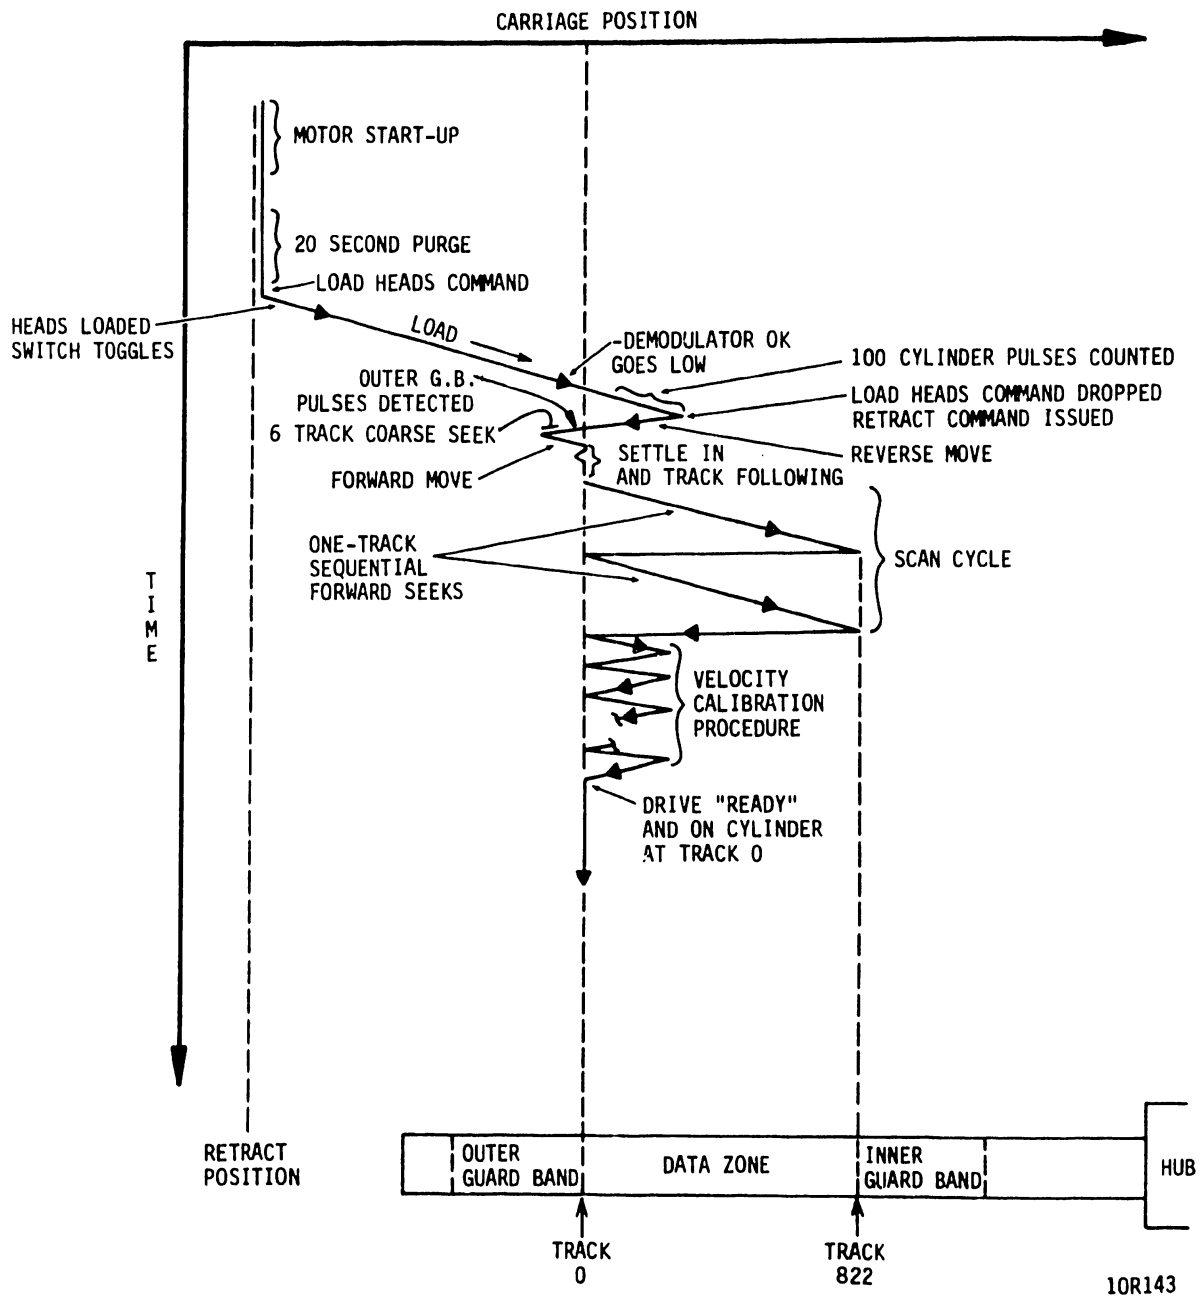 CARRIAGE POSITION
MOTOR START-UP
20 SECOND PURGE
LOAD HEADS COMMAND
HEADS LOADED
SWITCH TOGGLES
LOAD
-DEMODULATOR OK
GOES LOW
100 CYLINDER PULSES COUNTED
OUTER G.B.
PULSES DETECTED
LOAD HEADS COMMAND DROPPED
RETRACT COMMAND ISSUED
6 TRACK COARSE SEEK
REVERSE MOVE
FORWARD MOVE
SETTLE IN
AND TRACK FOLLOWING
ONE-TRACK
SEQUENTIAL
FORWARD SEEKS
SCAN CYCLE
TIME
VELOCITY
CALIBRATION
PROCEDURE
DRIVE "READY"
AND ON CYLINDER
AT TRACK 0
RETRACT
POSITION
OUTER
GUARD BAND
DATA ZONE
INNER
GUARD BAND
HUB
TRACK
0
TRACK
822
10R143